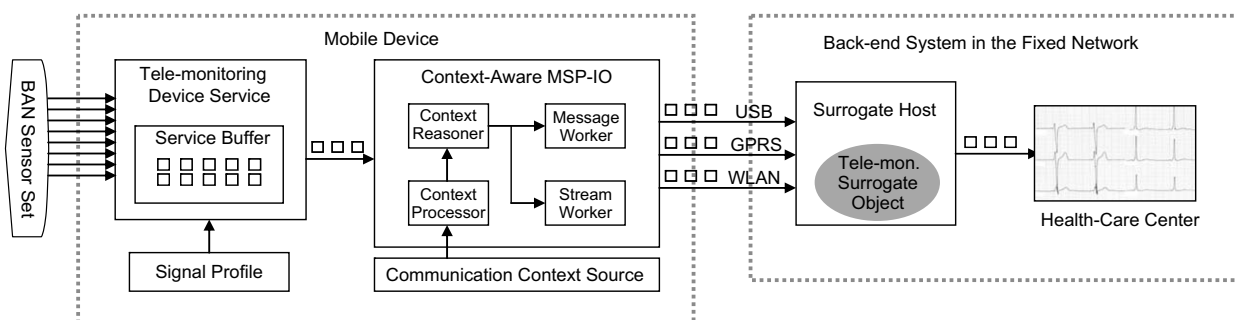 Mobile Device
Back-end System in the Fixed Network
BAN Sensor Set
Tele-monitoring
Device Service
Service Buffer
Signal Profile
Context-Aware MSP-IO
Context
Reasoner
Message
Worker
Context
Processor
Stream
Worker
Communication Context Source
USB
GPRS
WLAN
Surrogate Host
Tele-mon.
Surrogate
Object
Health-Care Center